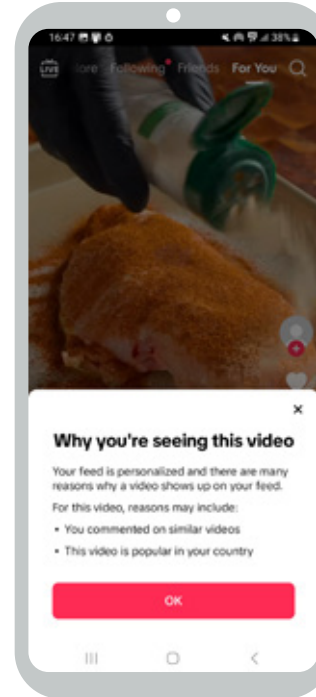 16:47
38%
LIVE
lore Following Friends For You
Why you're seeing this video
Your feed is personalized and there are many
reasons why a video shows up on your feed.
For this video, reasons may include:
• You commented on similar videos
• This video is popular in your country
OK